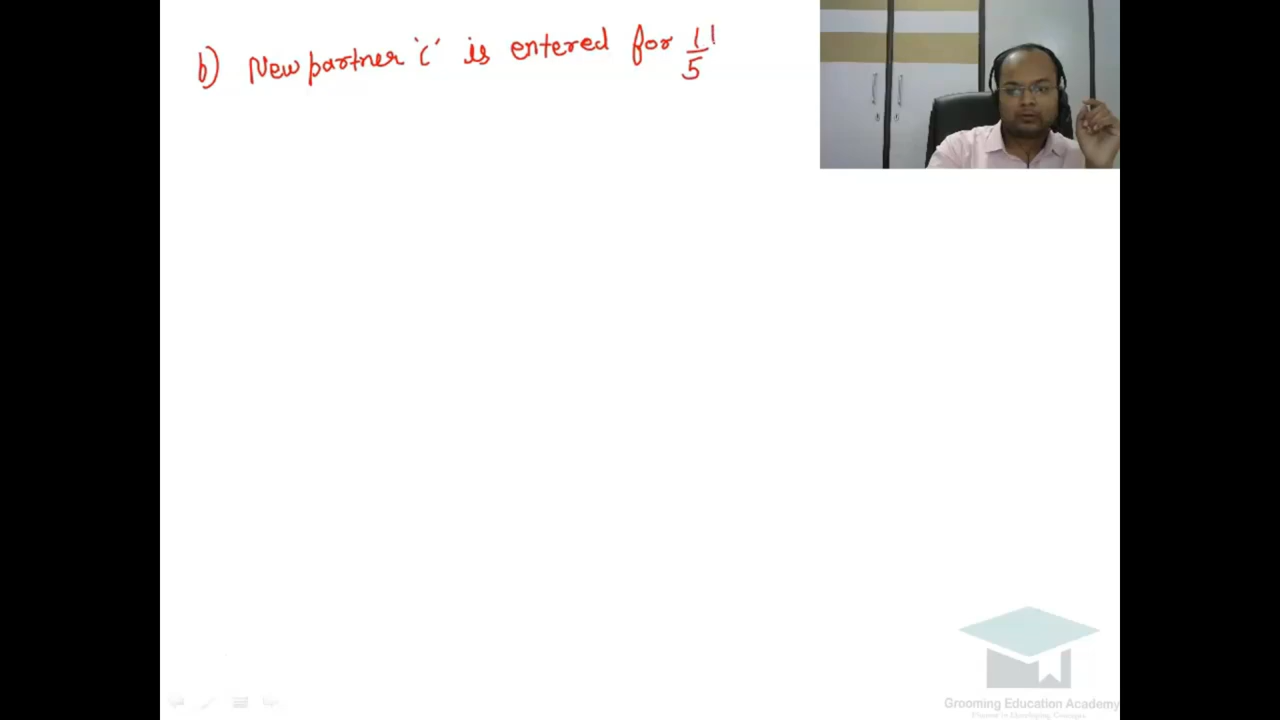 b) New partner 'C' is entered for 1/5
Grooming Education Academy